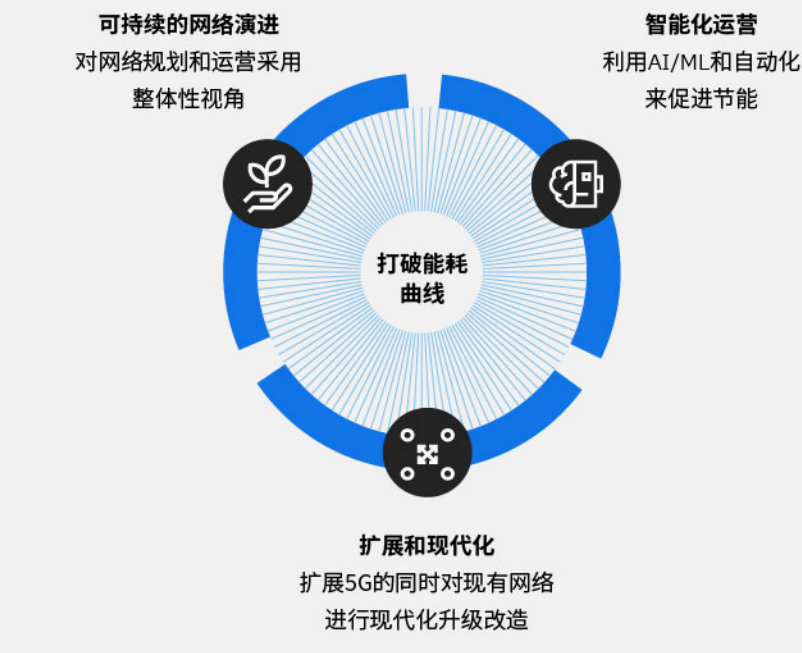 可持续的网络演进
对网络规划和运营采用
整体性视角
智能化运营
利用AI/ML和自动化
来促进节能
打破能耗
曲线
扩展和现代化
扩展5G的同时对现有网络
进行现代化升级改造